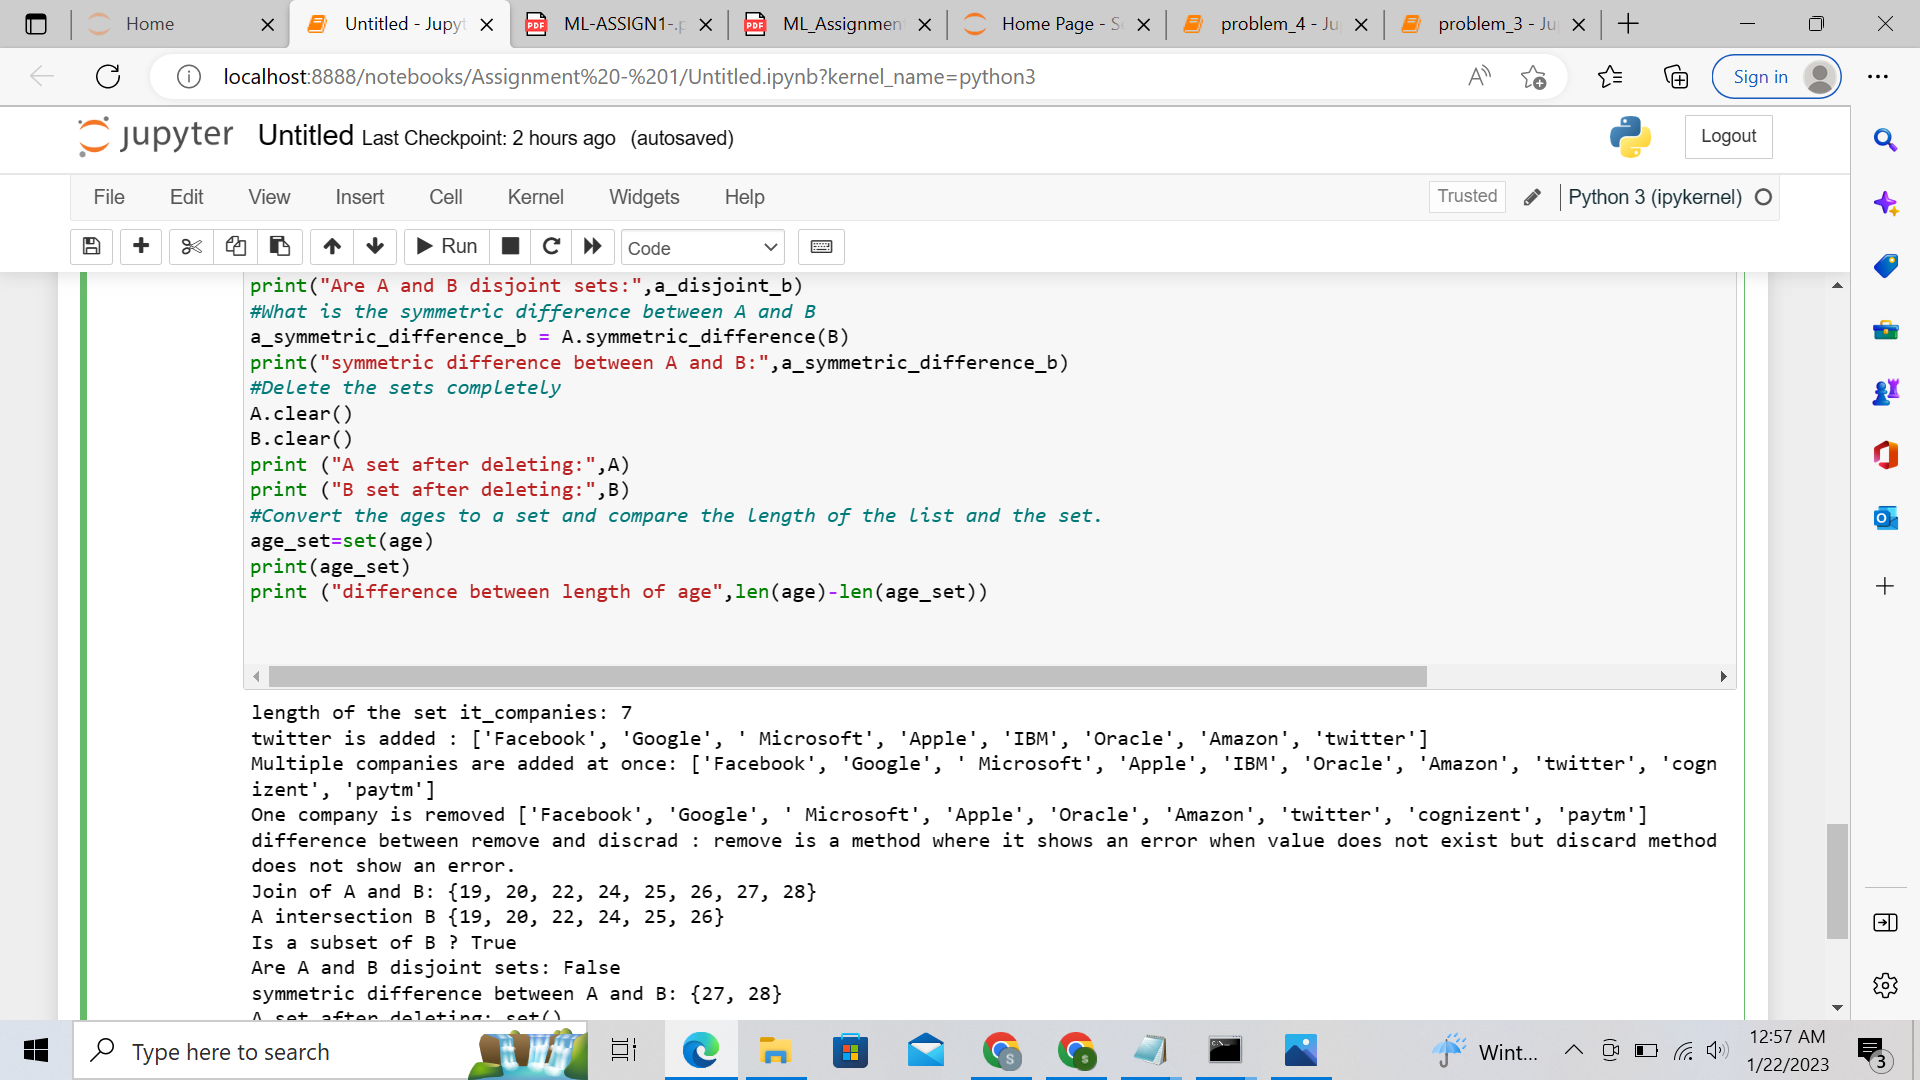 Home
Untitled - Jupyt
ML-ASSIGN1-.p
ML_Assignmen
Home Page - S
problem_4 - Ju
problem_3 - Ju
localhost:8888/notebooks/Assignment%20-%201/Untitled.ipynb?kernel_name=python3
Sign in
jupyter Untitled Last Checkpoint: 2 hours ago (autosaved)
Logout
File Edit View Insert Cell Kernel Widgets Help
Trusted Python 3 (ipykernel)
Run Code
print("Are A and B disjoint sets:",a_disjoint_b)
#What is the symmetric difference between A and B
a_symmetric_difference_b = A.symmetric_difference(B)
print("symmetric difference between A and B:",a_symmetric_difference_b)
#Delete the sets completely
A.clear()
B.clear()
print ("A set after deleting:",A)
print ("B set after deleting:",B)
#Convert the ages to a set and compare the length of the list and the set.
age_set=set(age)
print(age_set)
print ("difference between length of age",len(age)-len(age_set))
length of the set it_companies: 7
twitter is added : ['Facebook', 'Google', ' Microsoft', 'Apple', 'IBM', 'Oracle', 'Amazon', 'twitter']
Multiple companies are added at once: ['Facebook', 'Google', ' Microsoft', 'Apple', 'IBM', 'Oracle', 'Amazon', 'twitter', 'cogn
izent', 'paytm']
One company is removed ['Facebook', 'Google', ' Microsoft', 'Apple', 'Oracle', 'Amazon', 'twitter', 'cognizent', 'paytm']
difference between remove and discrad : remove is a method where it shows an error when value does not exist but discard method
does not show an error.
Join of A and B: {19, 20, 22, 24, 25, 26, 27, 28}
A intersection B {19, 20, 22, 24, 25, 26}
Is a subset of B ? True
Are A and B disjoint sets: False
symmetric difference between A and B: {27, 28}
A set after deleting: set()
Type here to search
Wint...
12:57 AM
1/22/2023
3